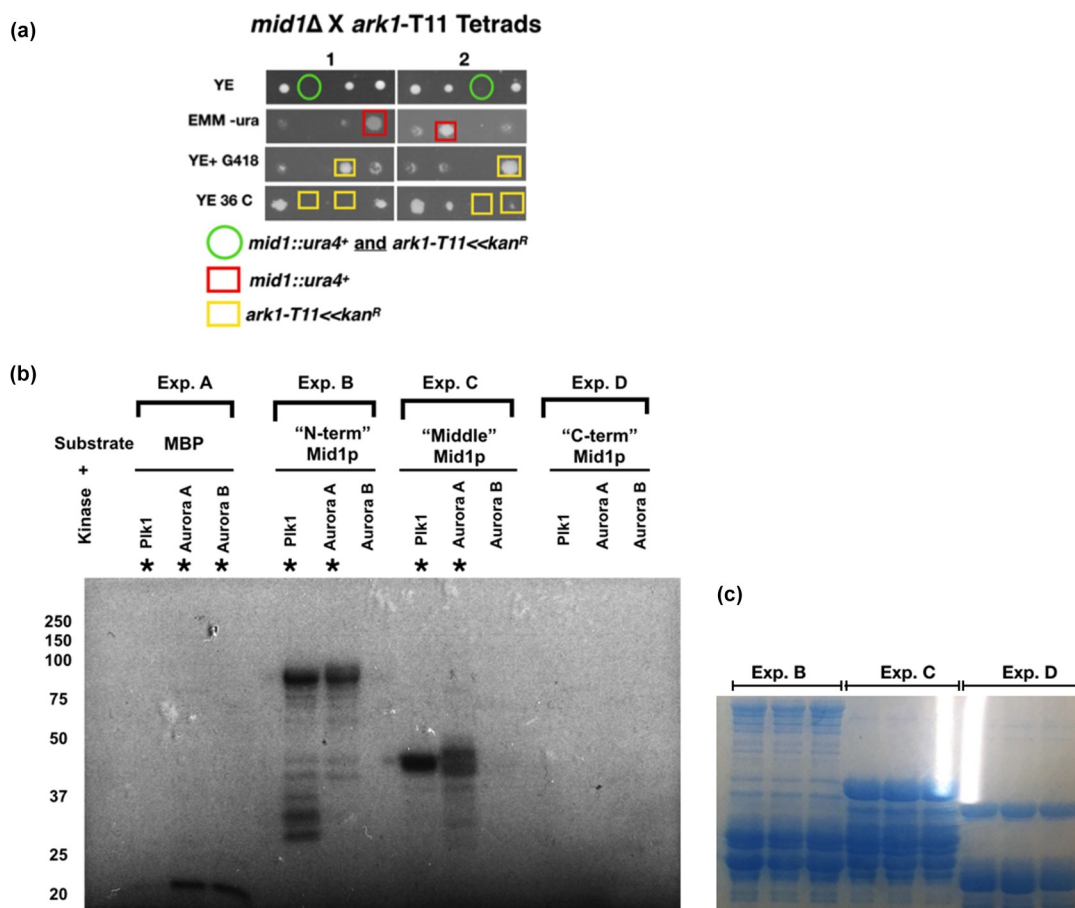 (a)
mid1Δ X ark1-T11 Tetrads
1 2
YE
EMM -ura
YE+ G418
YE 36 C
mid1::ura4+ and ark1-T11<<kanR
mid1::ura4+
ark1-T11<<kanR
(b)
Exp. A Exp. B Exp. C Exp. D
Substrate + Kinase
MBP
"N-term" Mid1p
"Middle" Mid1p
"C-term" Mid1p
Plk1 Aurora A Aurora B Plk1 Aurora A Aurora B Plk1 Aurora A Aurora B Plk1 Aurora A Aurora B
* * * * * * *
250
150
100
75
50
37
25
20
(c)
Exp. B Exp. C Exp. D